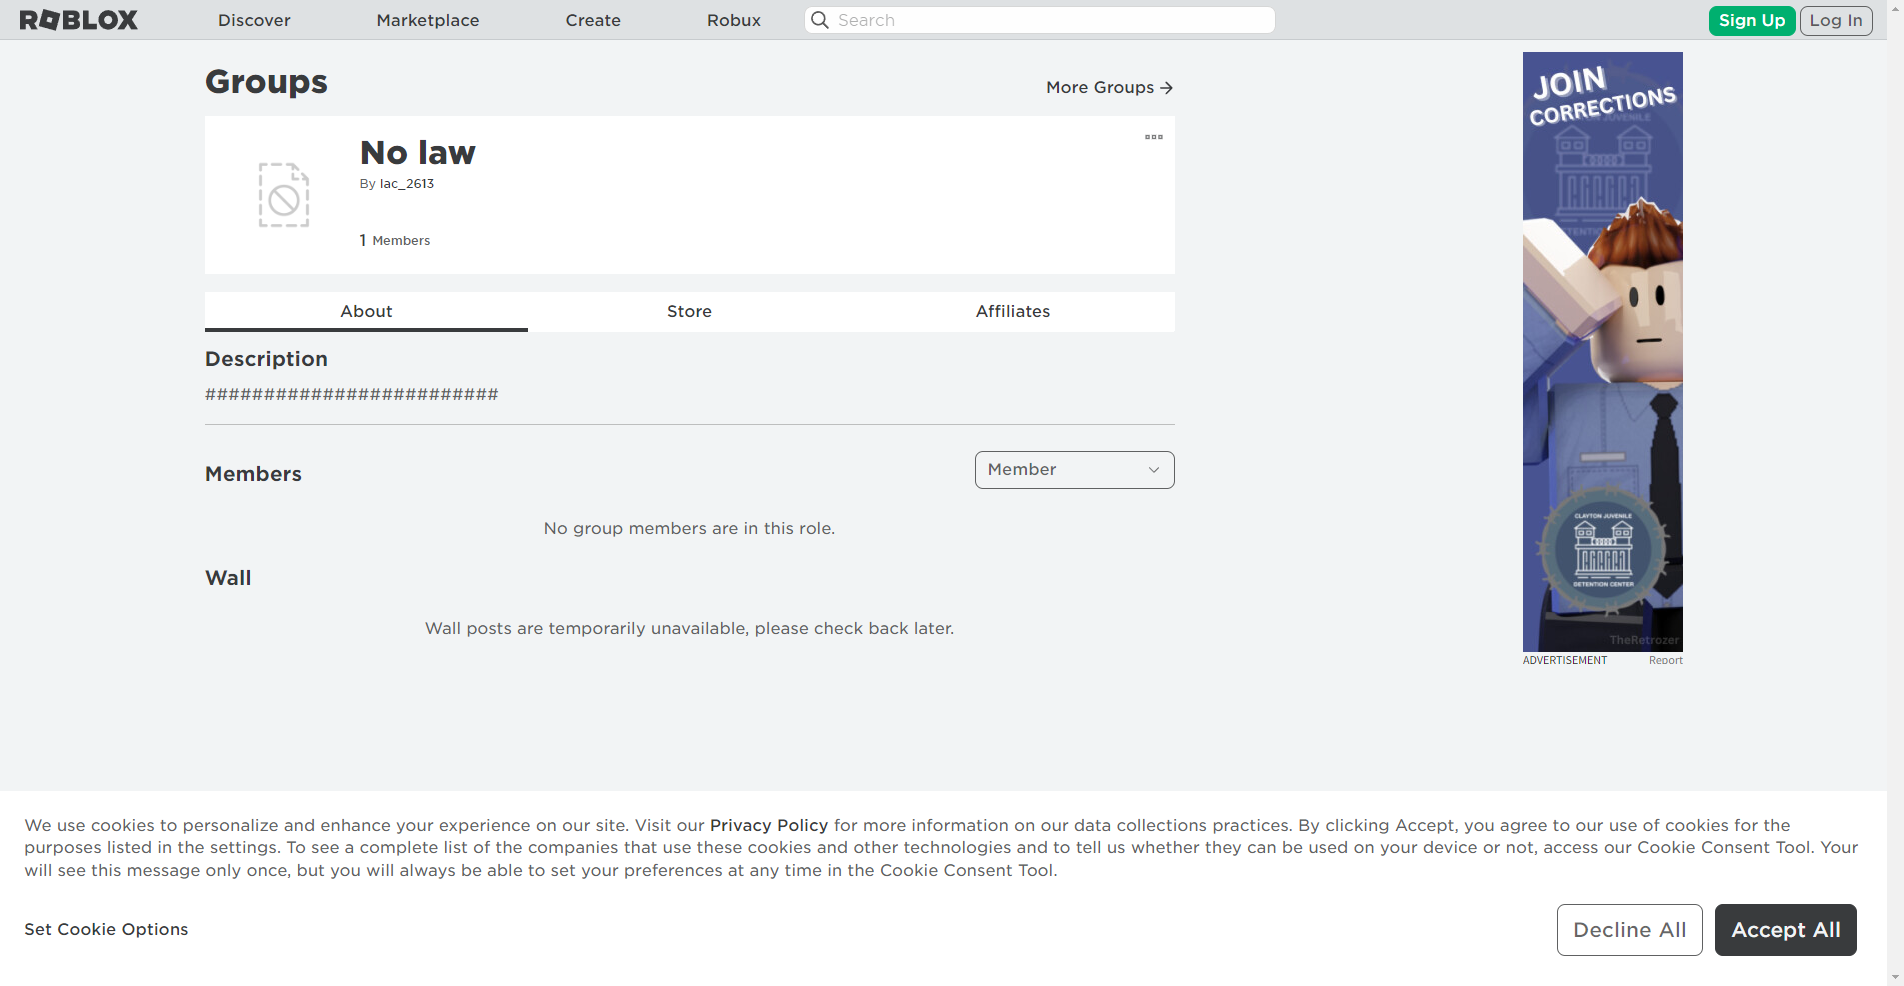 ROBLOX
Discover
Marketplace
Create
Robux
Search
Sign Up
Log In
Groups
More Groups
No law
By lac_2613
1 Members
About
Store
Affiliates
Description
#########################
Members
Member
No group members are in this role.
Wall
Wall posts are temporarily unavailable, please check back later.
JOIN
CORRECTIONS
CLAYTON JUVENILE
DETENTION CENTER
TheRetrozer
ADVERTISEMENT
Report
We use cookies to personalize and enhance your experience on our site. Visit our Privacy Policy for more information on our data collections practices. By clicking Accept, you agree to our use of cookies for the
purposes listed in the settings. To see a complete list of the companies that use these cookies and other technologies and to tell us whether they can be used on your device or not, access our Cookie Consent Tool. Your
will see this message only once, but you will always be able to set your preferences at any time in the Cookie Consent Tool.
Set Cookie Options
Decline All
Accept All